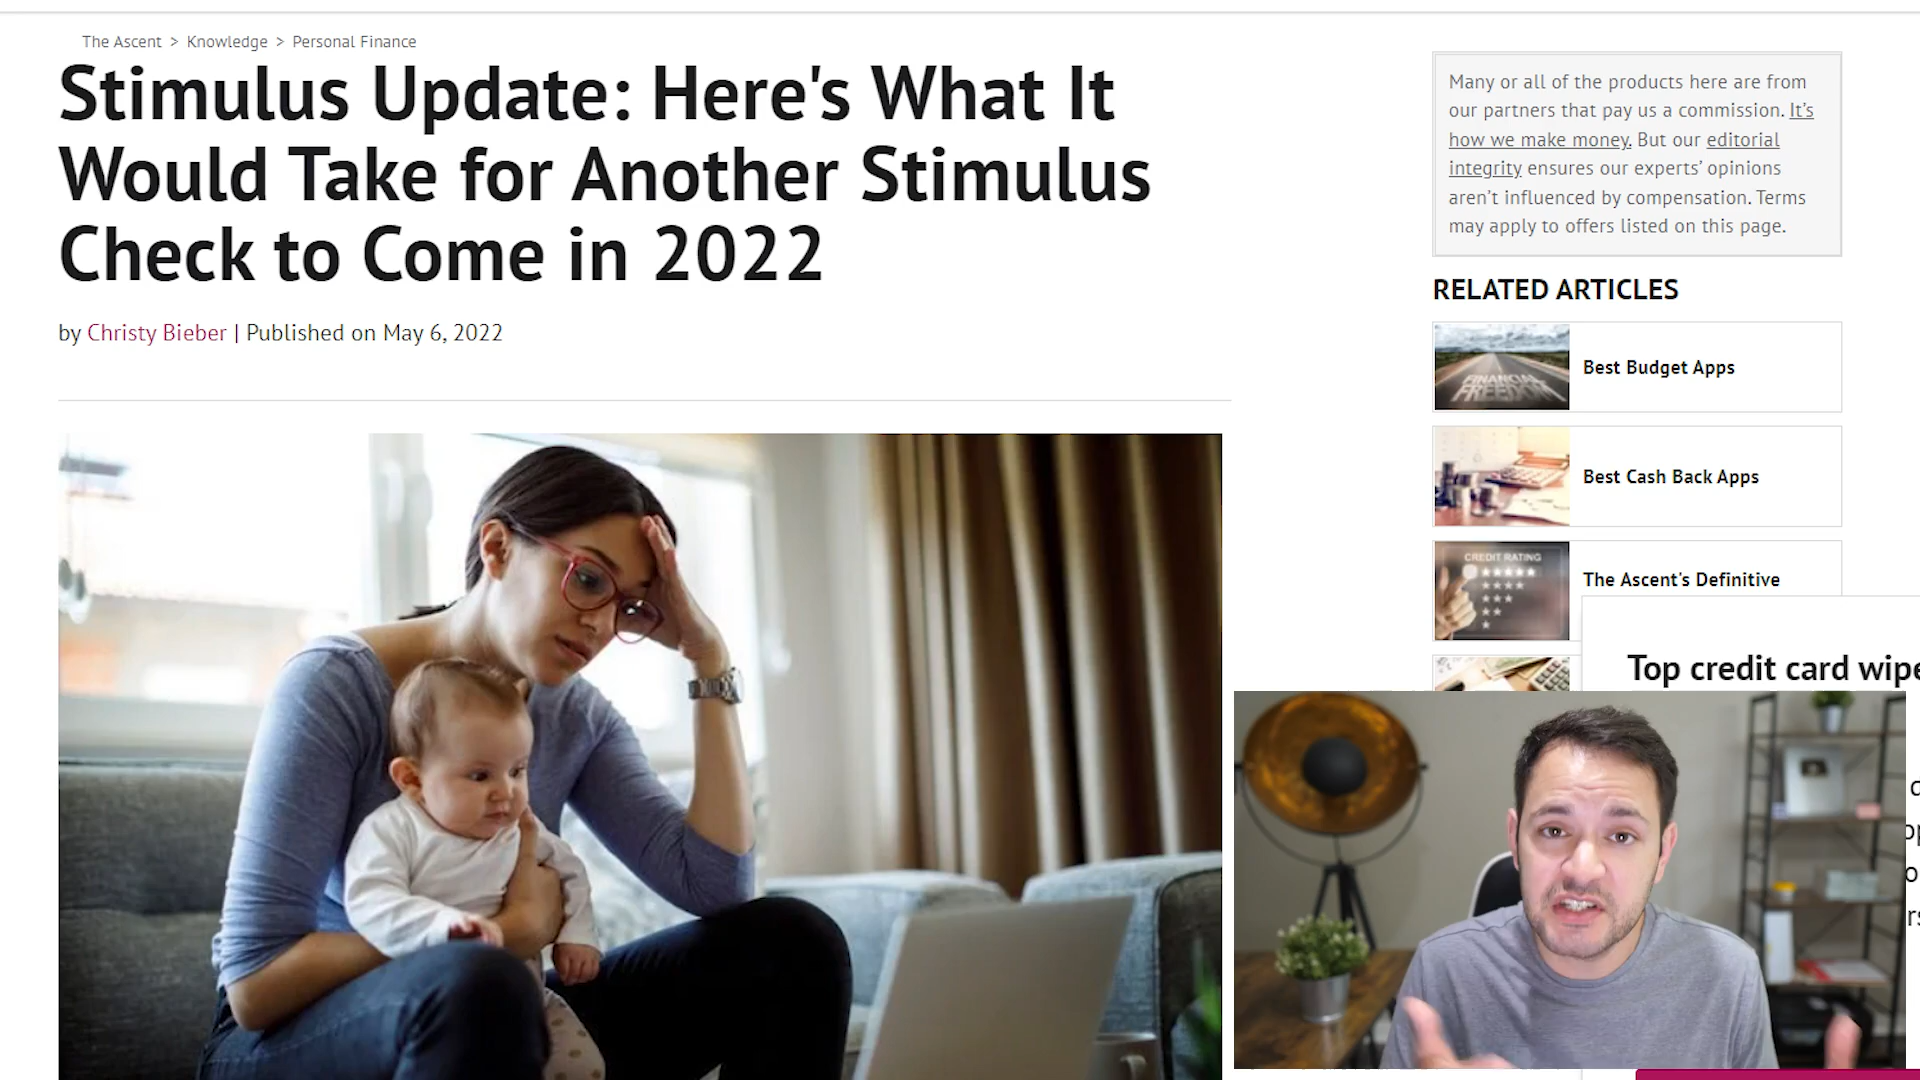 The Ascent > Knowledge > Personal Finance
Stimulus Update: Here's What It
Would Take for Another Stimulus
Check to Come in 2022
by Christy Bieber | Published on May 6, 2022
Many or all of the products here are from
our partners that pay us a commission. It's
how we make money. But our editorial
integrity ensures our experts' opinions
aren't influenced by compensation. Terms
may apply to offers listed on this page.
RELATED ARTICLES
FINANCIAL
FREEDOM
Best Budget Apps
Best Cash Back Apps
CREDIT RATING
The Ascent's Definitive
Top credit card wipe